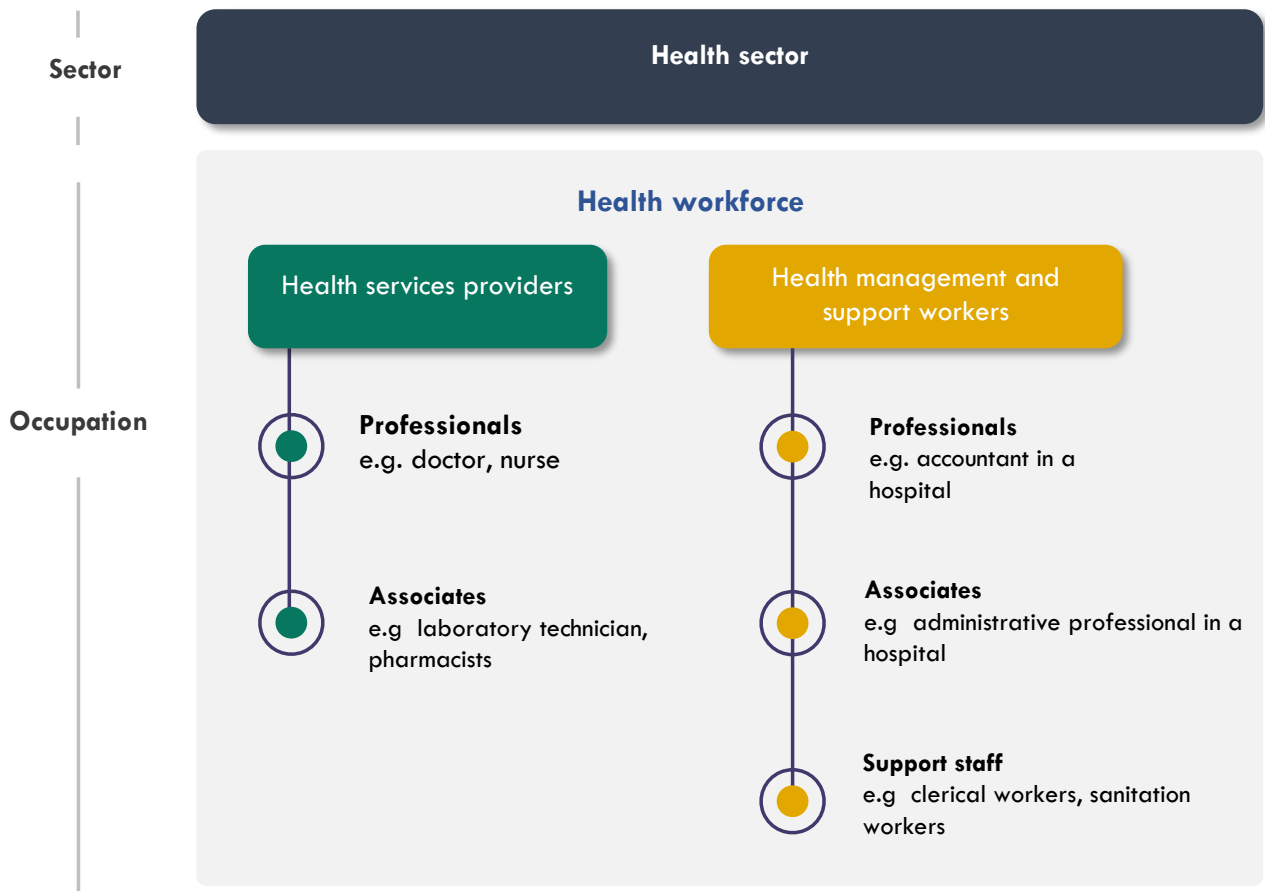 Sector
Health sector
Health workforce
Health services providers
Health management and
support workers
Occupation
Professionals
e.g. doctor, nurse
Professionals
e.g. accountant in a
hospital
Associates
e.g  laboratory technician,
pharmacists
Associates
e.g  administrative professional in a
hospital
Support staff
e.g  clerical workers, sanitation
workers